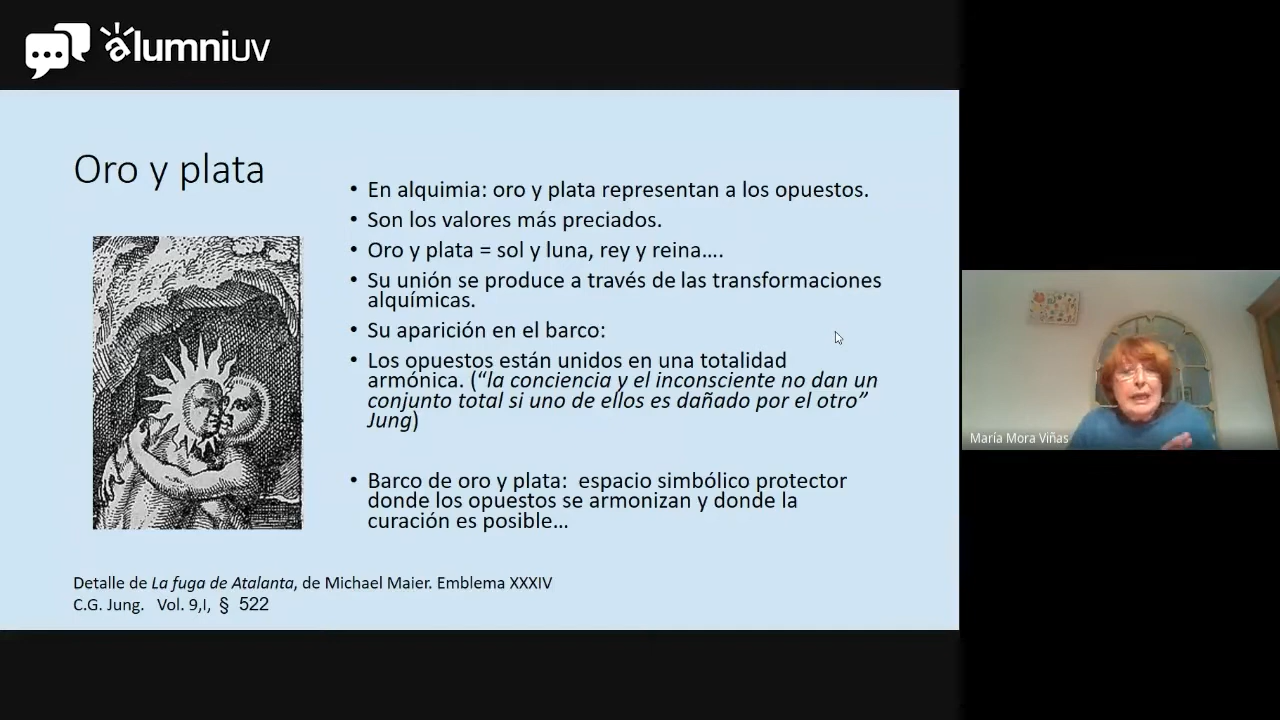 alumniuv
Oro y plata
• En alquimia: oro y plata representan a los opuestos.
• Son los valores más preciados.
• Oro y plata = sol y luna, rey y reina….
• Su unión se produce a través de las transformaciones
alquímicas.
• Su aparición en el barco:
• Los opuestos están unidos en una totalidad
armónica. (“la conciencia y el inconsciente no dan un
conjunto total si uno de ellos es dañado por el otro”
Jung)
• Barco de oro y plata: espacio simbólico protector
donde los opuestos se armonizan y donde la
curación es posible…
Detalle de La fuga de Atalanta, de Michael Maier. Emblema XXXIV
C.G. Jung. Vol. 9,I, § 522
María Mora Viñas